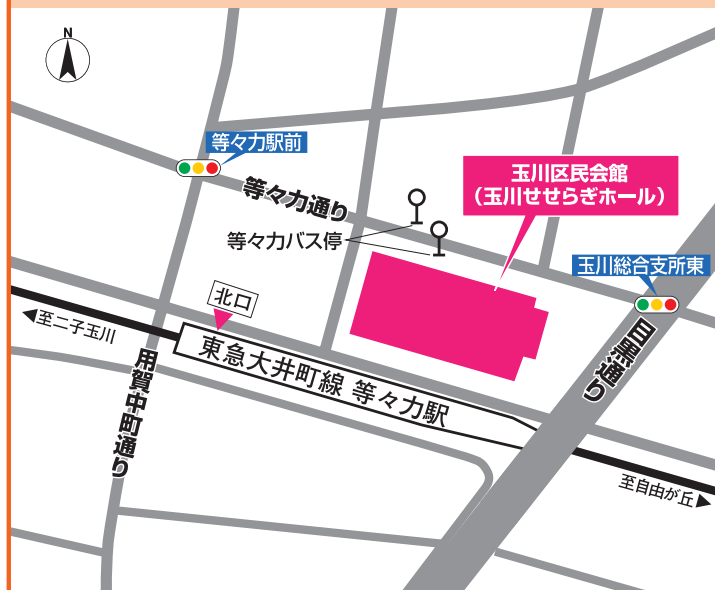 N
等々力駅前
玉川区民会館
（玉川せせらぎホール）
等々力通り
等々力バス停
玉川総合支所東
北口
至二子玉川
目黒通り
東急大井町線 等々力駅
用賀中町通り
至自由が丘